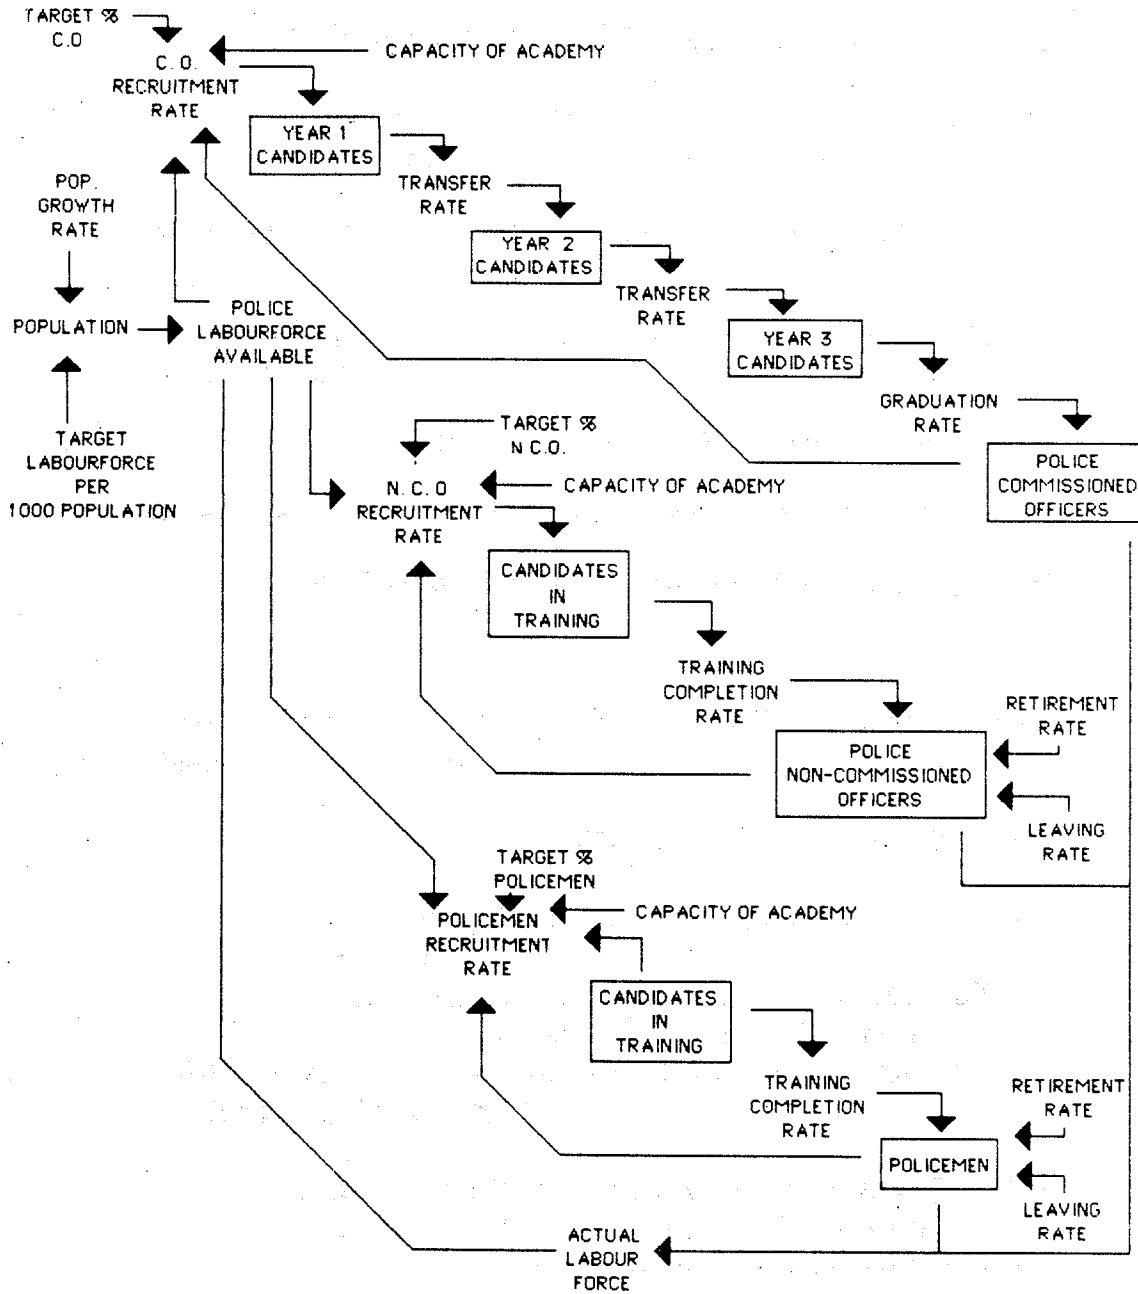 TARGET %
C.O
CAPACITY OF ACADEMY
C. O.
RECRUITMENT
RATE
YEAR 1
CANDIDATES
TRANSFER
RATE
POP.
GROWTH
RATE
YEAR 2
CANDIDATES
TRANSFER
RATE
POPULATION
POLICE
LABOURFORCE
AVAILABLE
YEAR 3
CANDIDATES
GRADUATION
RATE
TARGET
LABOURFORCE
PER
1000 POPULATION
TARGET %
N C.O.
POLICE
COMMISSIONED
OFFICERS
N. C. O
RECRUITMENT
RATE
CAPACITY OF ACADEMY
CANDIDATES
IN
TRAINING
TRAINING
COMPLETION
RATE
RETIREMENT
RATE
POLICE
NON-COMMISSIONED
OFFICERS
LEAVING
RATE
TARGET %
POLICEMEN
CAPACITY OF ACADEMY
POLICEMEN
RECRUITMENT
RATE
CANDIDATES
IN
TRAINING
TRAINING
COMPLETION
RATE
RETIREMENT
RATE
POLICEMEN
LEAVING
RATE
ACTUAL
LABOUR
FORCE